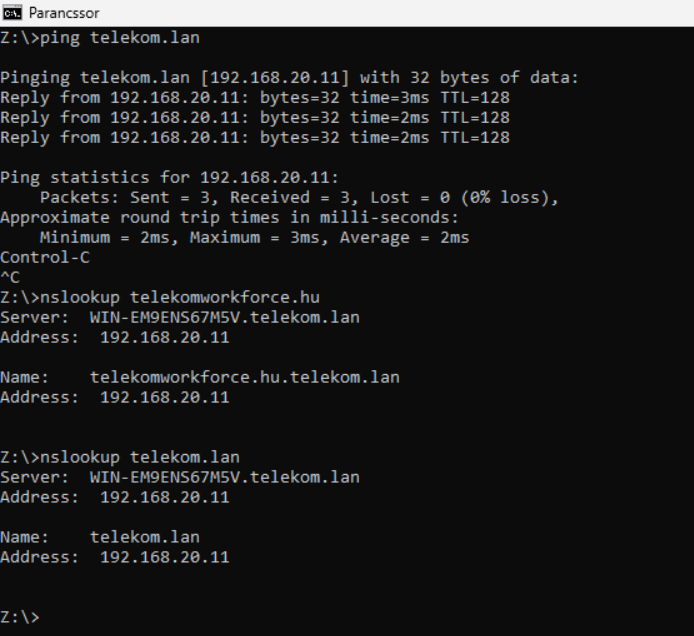 Parancssor
Z:\>ping telekom.lan
Pinging telekom.lan [192.168.20.11] with 32 bytes of data:
Reply from 192.168.20.11: bytes=32 time=3ms TTL=128
Reply from 192.168.20.11: bytes=32 time=2ms TTL=128
Reply from 192.168.20.11: bytes=32 time=2ms TTL=128
Ping statistics for 192.168.20.11:
    Packets: Sent = 3, Received = 3, Lost = 0 (0% loss),
Approximate round trip times in milli-seconds:
    Minimum = 2ms, Maximum = 3ms, Average = 2ms
Control-C
^C
Z:\>nslookup telekomworkforce.hu
Server:  WIN-EM9ENS67M5V.telekom.lan
Address:  192.168.20.11
Name:    telekomworkforce.hu.telekom.lan
Address:  192.168.20.11
Z:\>nslookup telekom.lan
Server:  WIN-EM9ENS67M5V.telekom.lan
Address:  192.168.20.11
Name:    telekom.lan
Address:  192.168.20.11
Z:\>